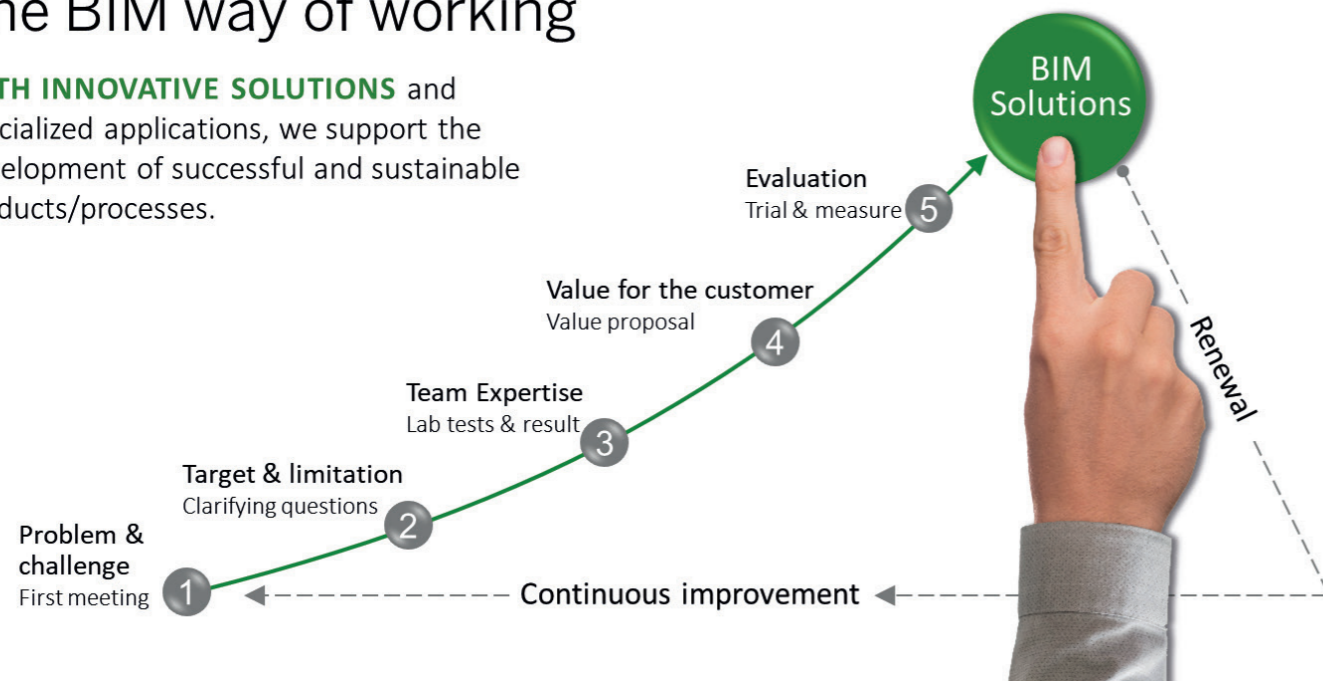 he BIM way of working
TH INNOVATIVE SOLUTIONS and
cialized applications, we support the
elopment of successful and sustainable
ducts/processes.
BIM
Solutions
Evaluation
Trial & measure
5
Value for the customer
Value proposal
4
Team Expertise
Lab tests & result
3
Target & limitation
Clarifying questions
2
Problem &
challenge
First meeting
1
Continuous improvement
Renewal